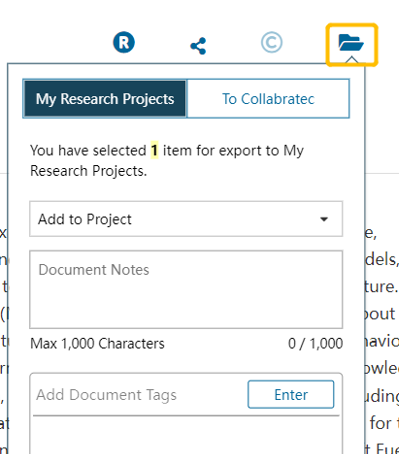 R
C
My Research Projects
To Collabratec
You have selected 1 item for export to My
Research Projects.
Add to Project
Document Notes
Max 1,000 Characters
0 / 1,000
Add Document Tags
Enter